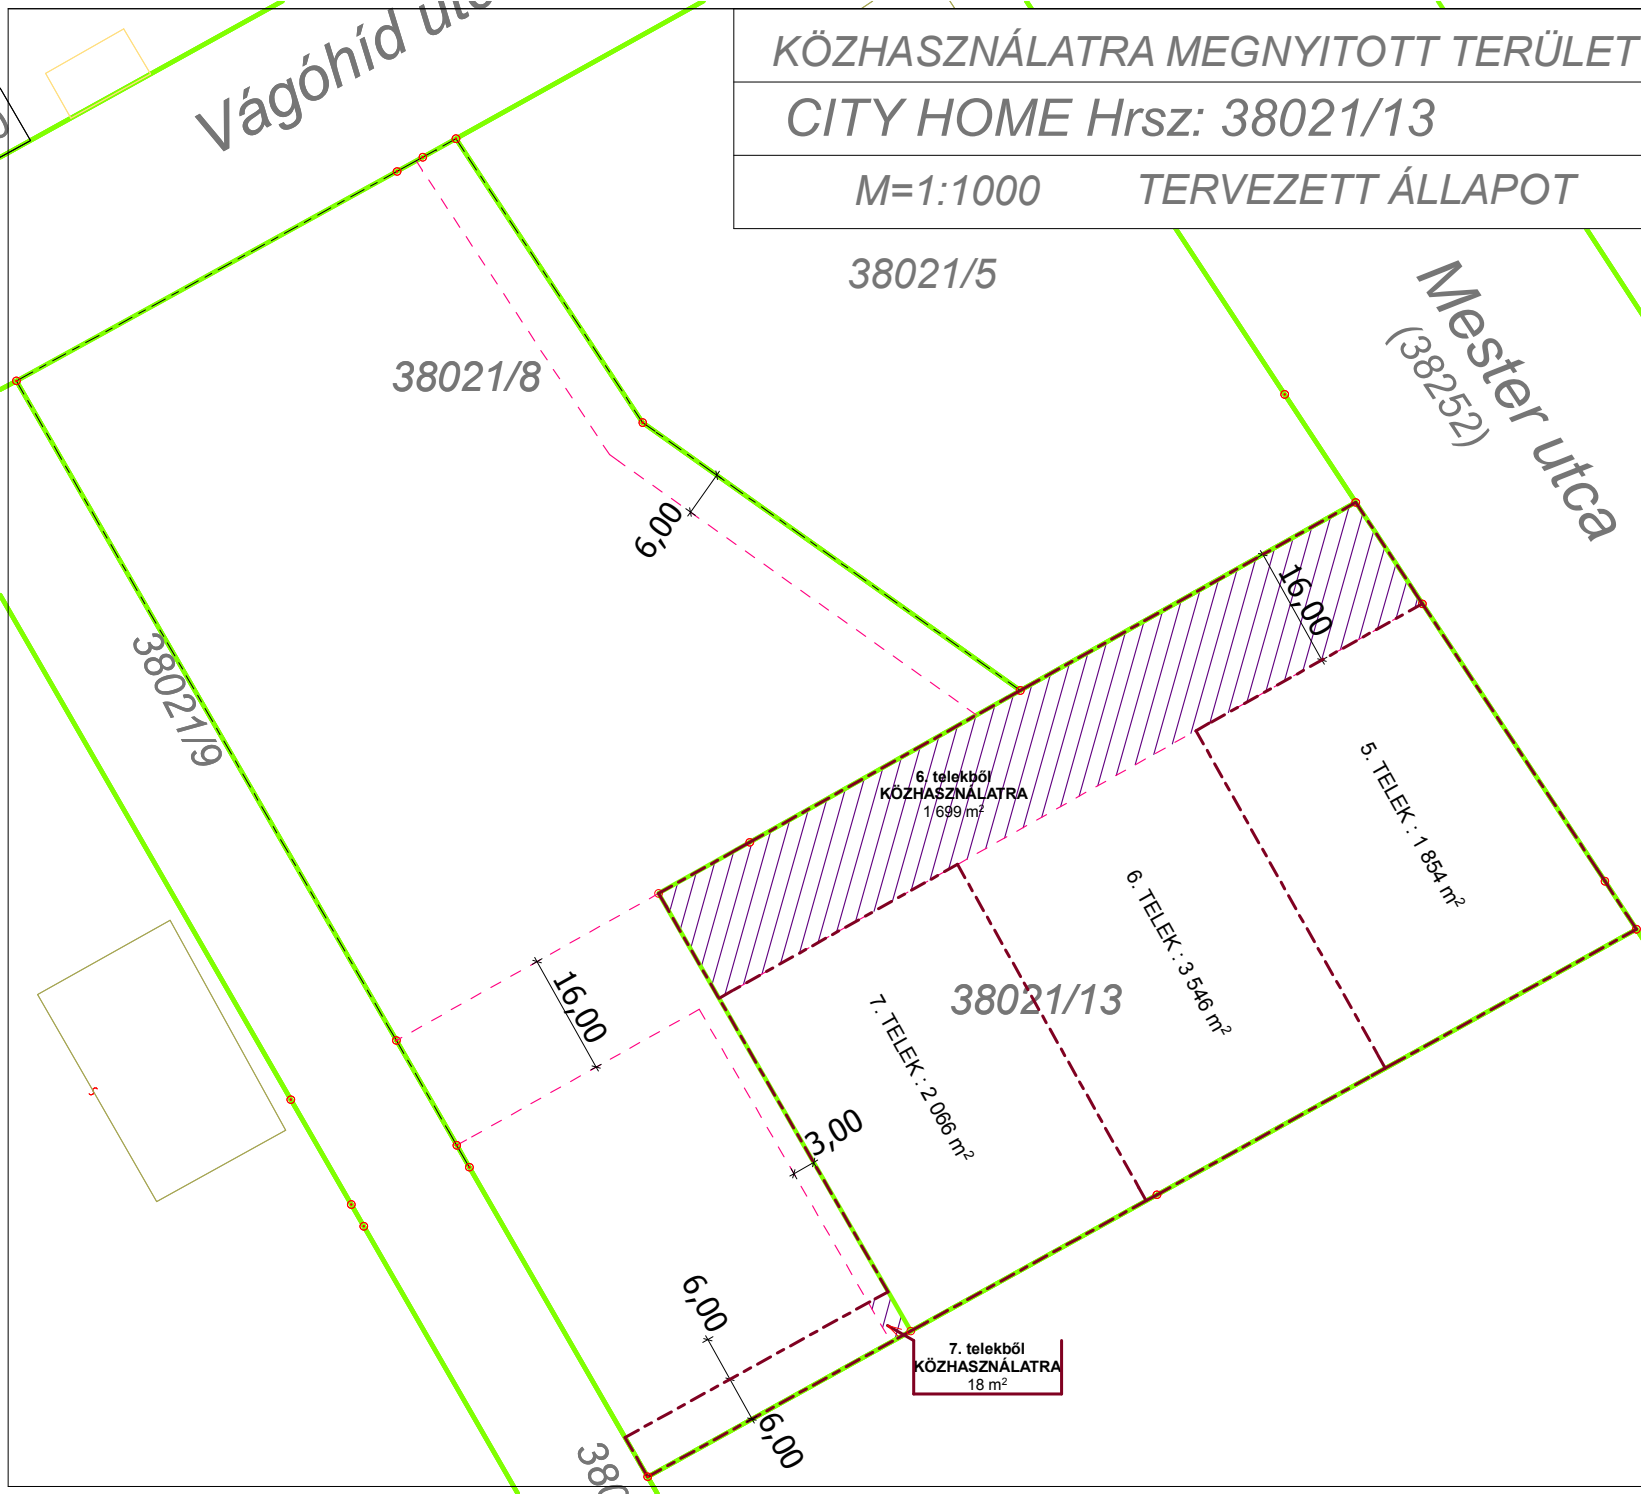 Vágóhíd
KÖZHASZNÁLATRA MEGNYITOTT TERÜLET
CITY HOME Hrsz: 38021/13
M=1:1000 TERVEZETT ÁLLAPOT
38021/5
Mester utca
(38252)
38021/8
6,00
16,00
38021/9
6. telekből
KÖZHASZNÁLATRA
1 699 m²
5. TELEK : 1 854 m²
6. TELEK : 3 546 m²
38021/13
7. TELEK : 2 066 m²
16,00
3,00
6,00
6,00
7. telekből
KÖZHASZNÁLATRA
18 m²